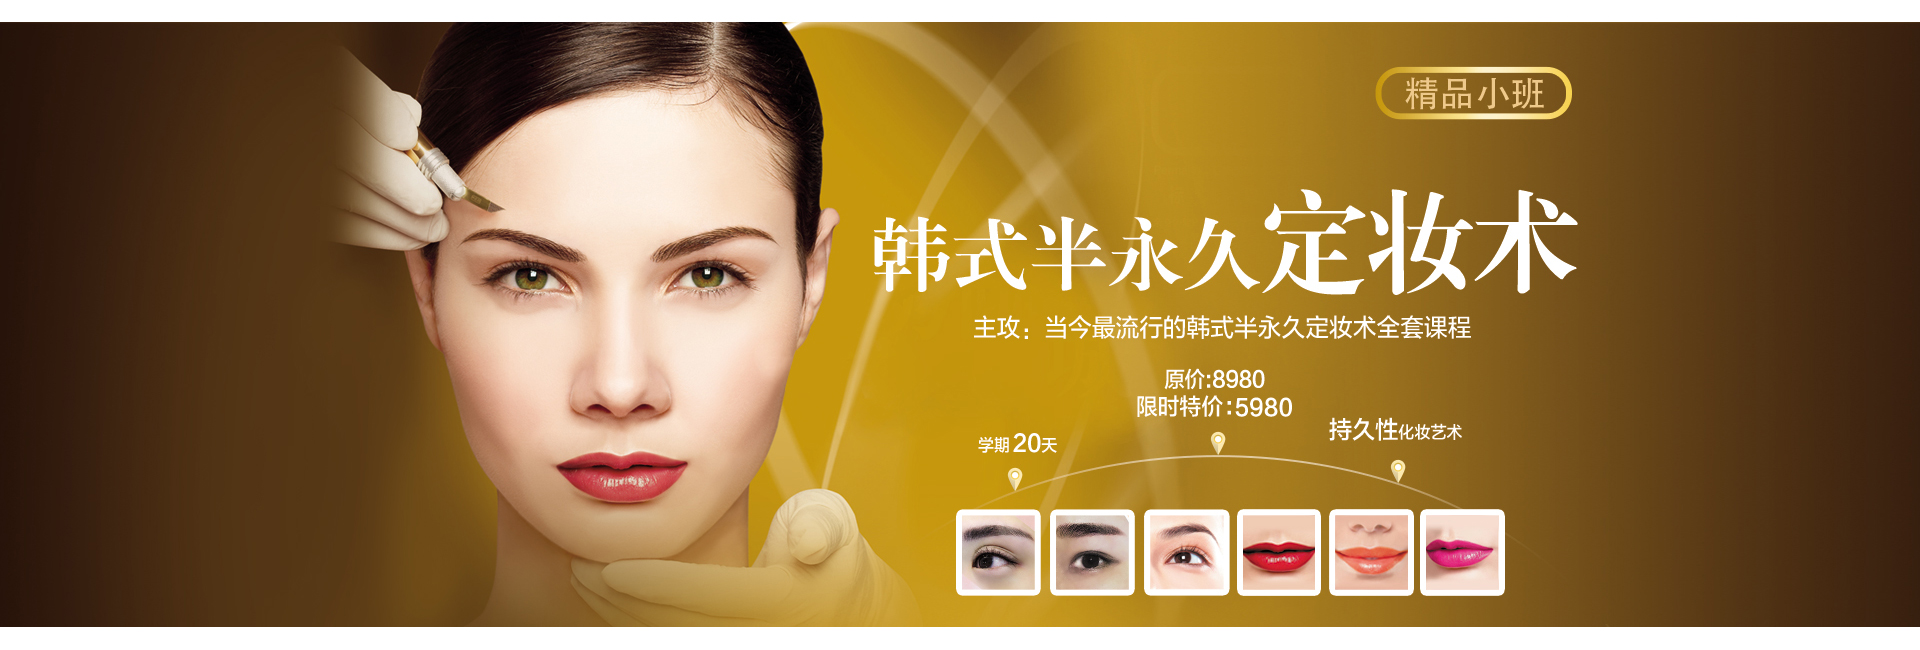 精品小班
韩式半永久定妆术
主攻：当今最流行的韩式半永久定妆术全套课程
原价:8980
限时特价:5980
持久性化妆艺术
学期20天